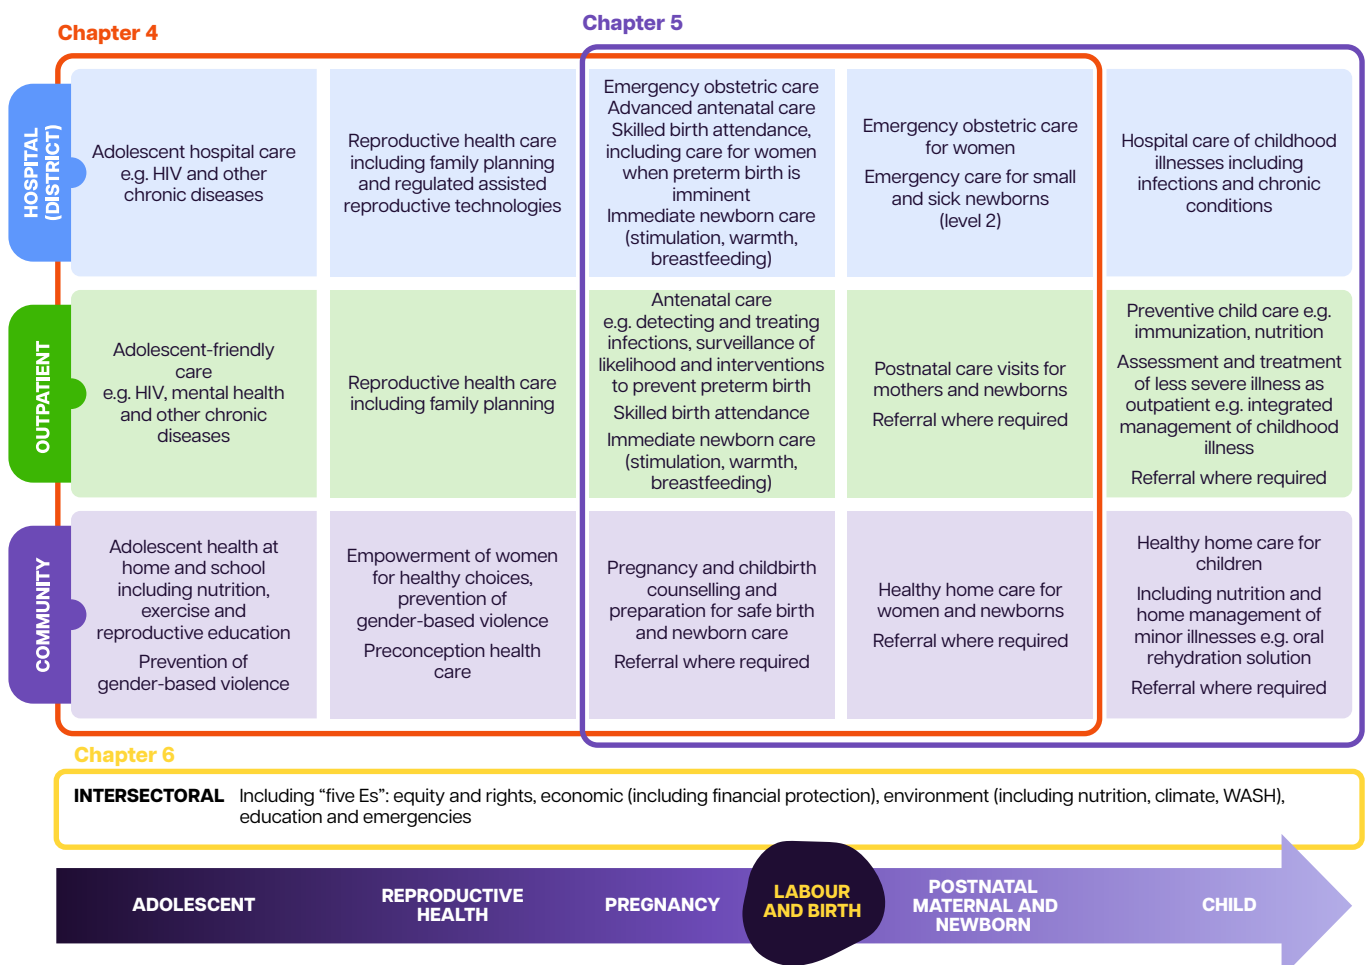 Chapter 4
Chapter 5
HOSPITAL
(DISTRICT)
Adolescent hospital care
e.g. HIV and other
chronic diseases
Reproductive health care
including family planning
and regulated assisted
reproductive technologies
Emergency obstetric care
Advanced antenatal care
Skilled birth attendance,
including care for women
when preterm birth is
imminent
Immediate newborn care
(stimulation, warmth,
breastfeeding)
Emergency obstetric care
for women
Emergency care for small
and sick newborns
(level 2)
Hospital care of childhood
illnesses including
infections and chronic
conditions
OUTPATIENT
Adolescent-friendly
care
e.g. HIV, mental health
and other chronic
diseases
Reproductive health care
including family planning
Antenatal care
e.g. detecting and treating
infections, surveillance of
likelihood and interventions
to prevent preterm birth
Skilled birth attendance
Immediate newborn care
(stimulation, warmth,
breastfeeding)
Postnatal care visits for
mothers and newborns
Referral where required
Preventive child care e.g.
immunization, nutrition
Assessment and treatment
of less severe illness as
outpatient e.g. integrated
management of childhood
illness
Referral where required
COMMUNITY
Adolescent health at
home and school
including nutrition,
exercise and
reproductive education
Prevention of
gender-based violence
Empowerment of women
for healthy choices,
prevention of
gender-based violence
Preconception health
care
Pregnancy and childbirth
counselling and
preparation for safe birth
and newborn care
Referral where required
Healthy home care for
women and newborns
Referral where required
Healthy home care for
children
Including nutrition and
home management of
minor illnesses e.g. oral
rehydration solution
Referral where required
Chapter 6
INTERSECTORAL Including “five Es”: equity and rights, economic (including financial protection), environment (including nutrition, climate, WASH),
education and emergencies
ADOLESCENT
REPRODUCTIVE
HEALTH
PREGNANCY
LABOUR
AND BIRTH
POSTNATAL
MATERNAL AND
NEWBORN
CHILD